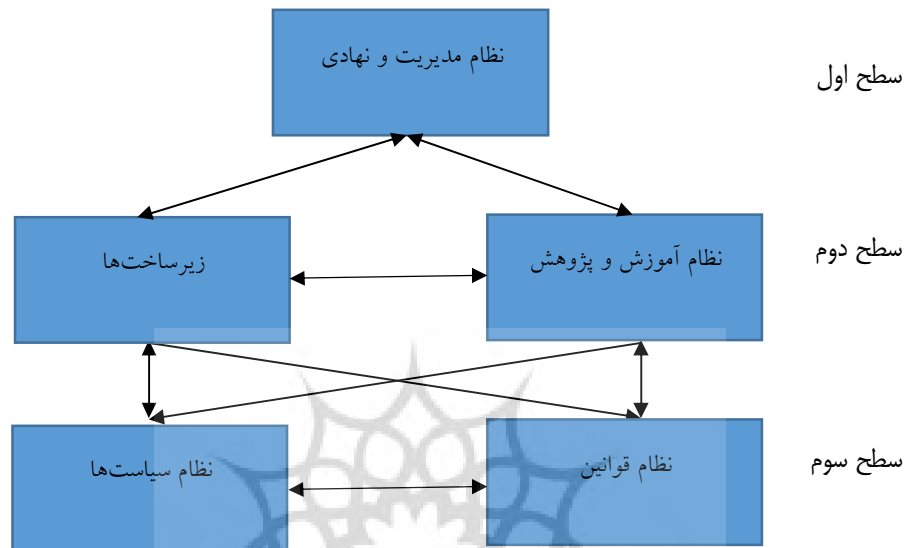 نظام مدیریت و نهادی
سطح اول
نظام آموزش و پژوهش
زیرساخت‌ها
سطح دوم
نظام قوانین
نظام سیاست‌ها
سطح سوم